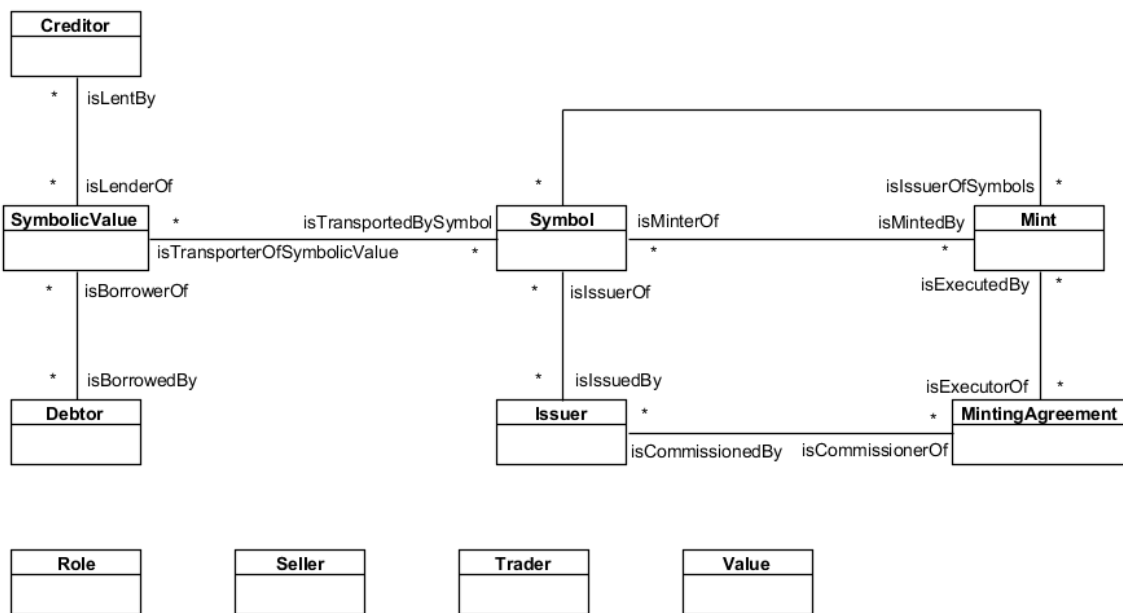 Creditor
* isLentBy
* isLenderOf
* isIssuerOfSymbols *
SymbolicValue * isTransportedBySymbol Symbol isMinterOf isMintedBy Mint
isTransporterOfSymbolicValue * * *
* isBorrowerOf * isIssuerOf isExecutedBy *
* isBorrowedBy * isIssuedBy isExecutorOf *
Debtor Issuer * * MintingAgreement
isCommissionedBy isCommissionerOf
Role Seller Trader Value